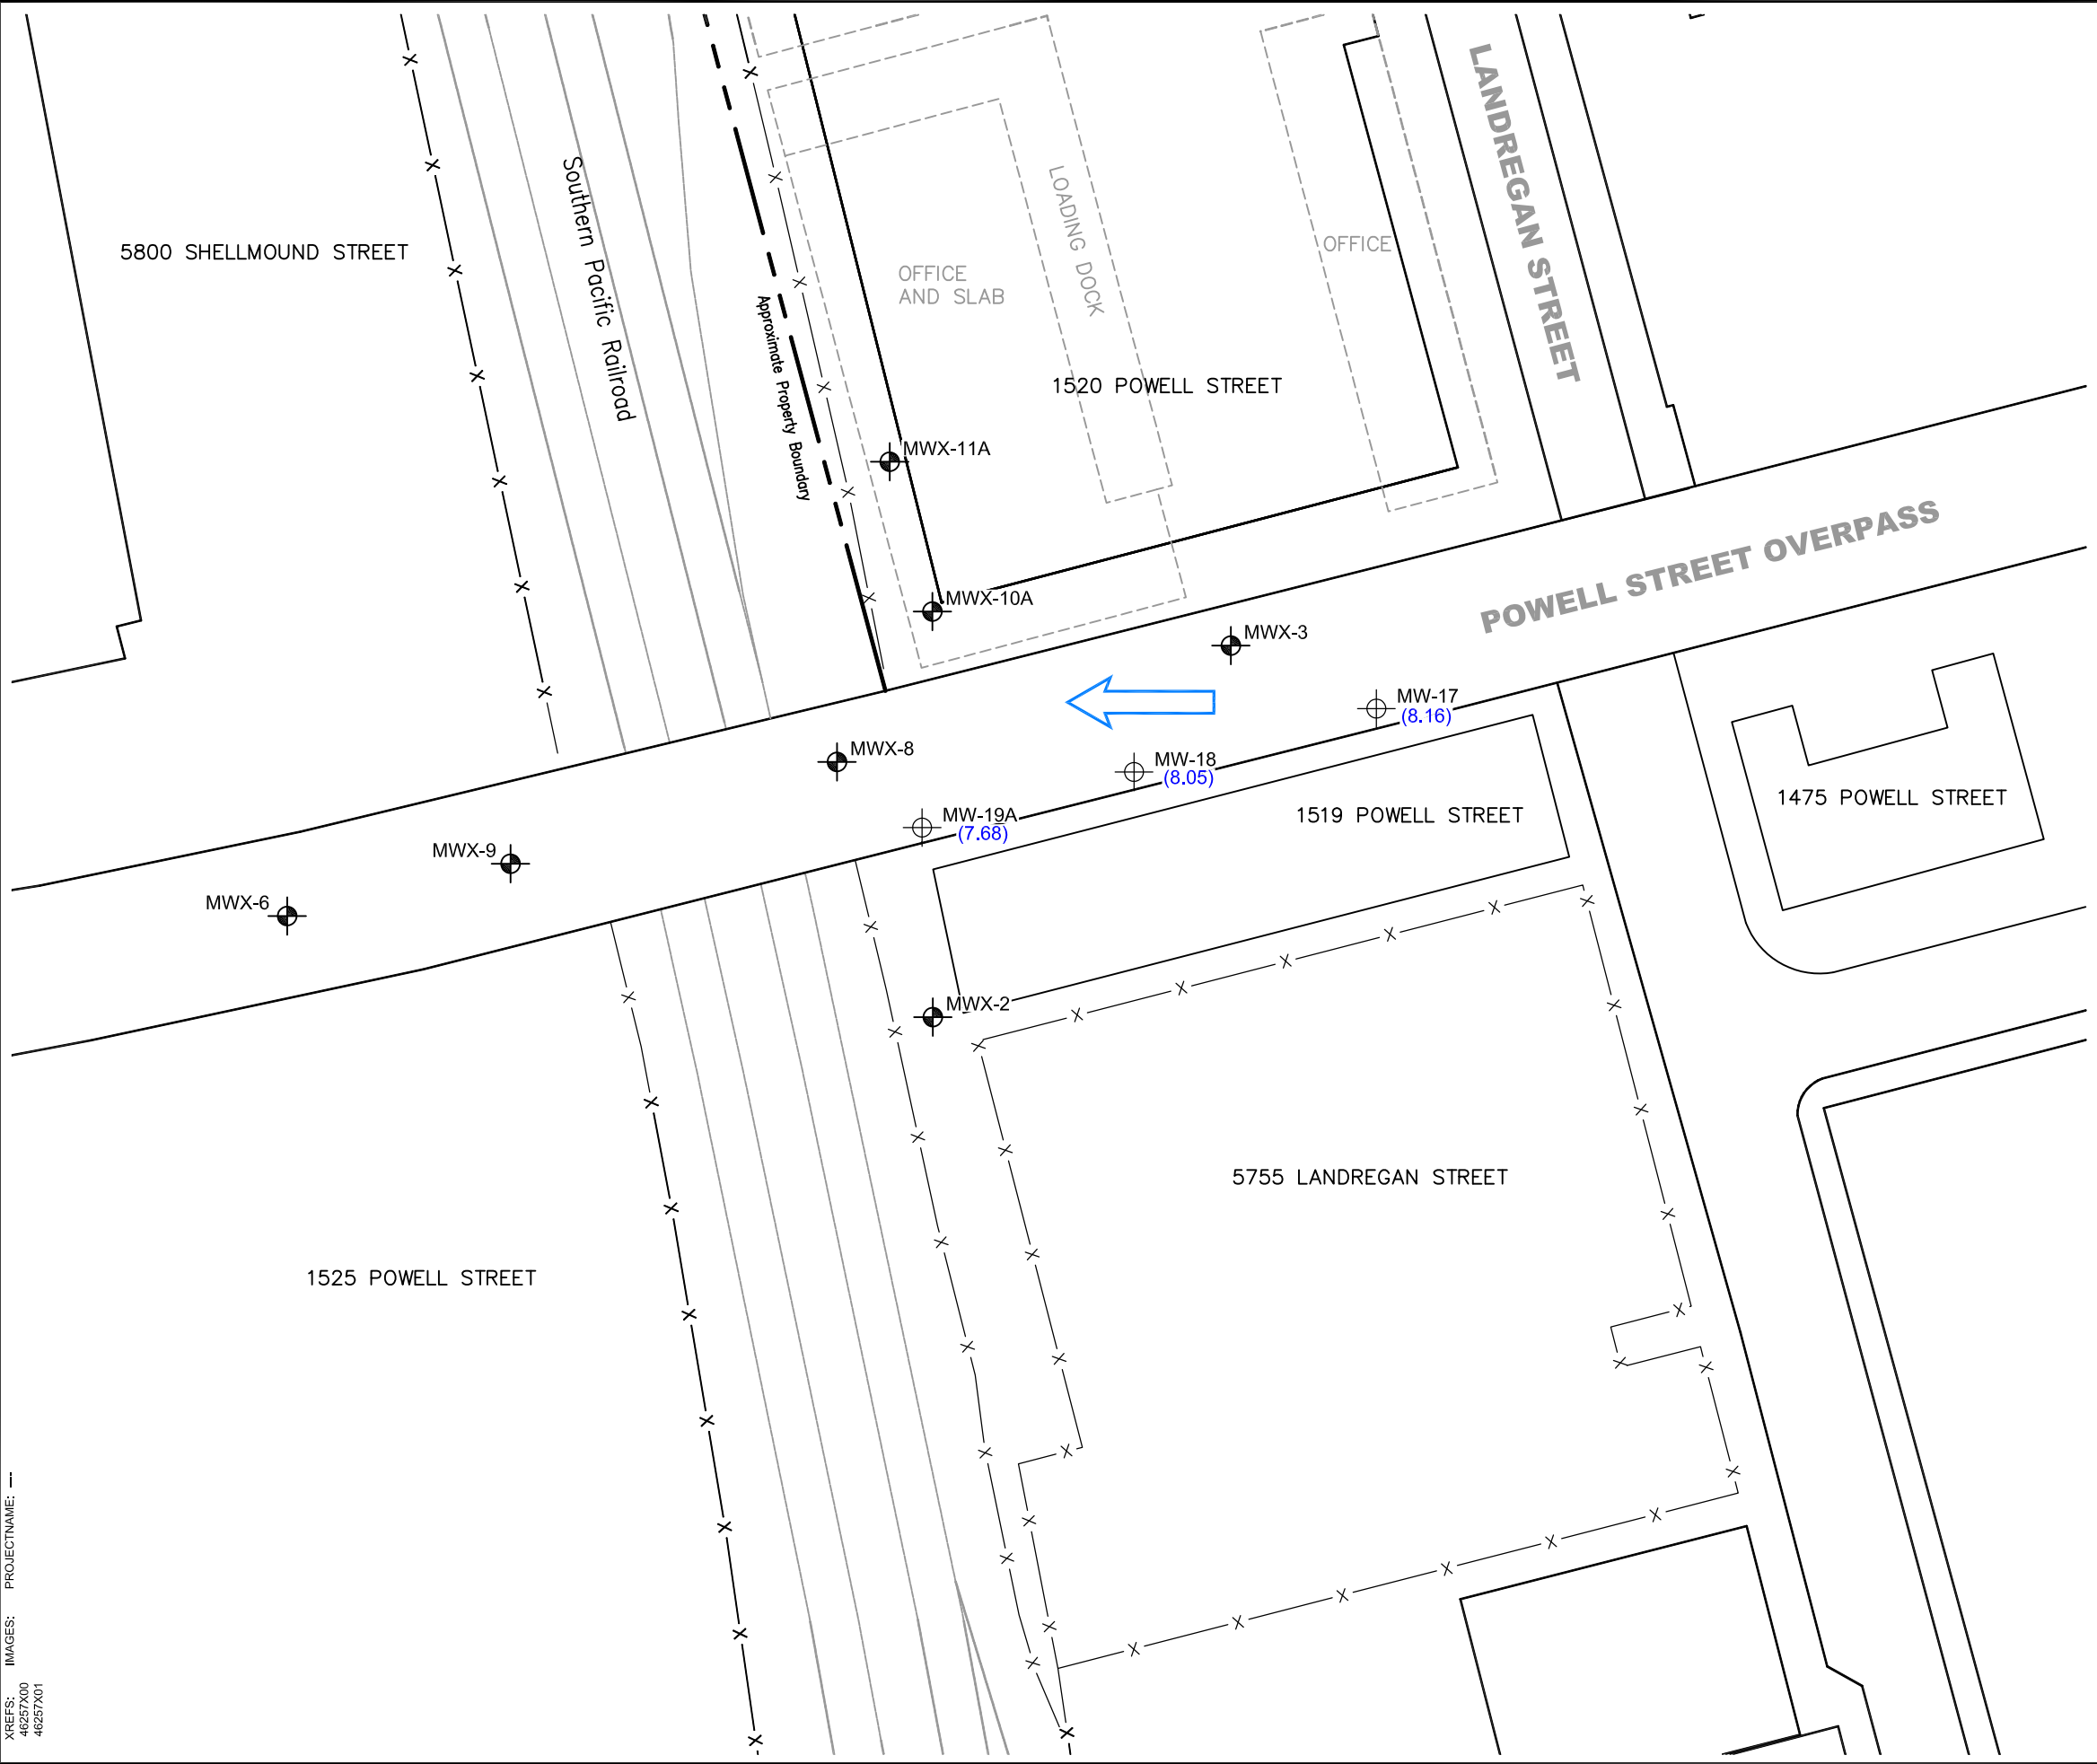 LANDREGAN STREET
Southern Pacific Railroad
LOADING DOCK
5800 SHELLMOUND STREET
OFFICE
OFFICE
AND SLAB
Approximate Property Boundary
1520 POWELL STREET
MWX-11A
POWELL STREET OVERPASS
MWX-10A
MWX-3
MW-17
(8.16)
MWX-8
MW-18
(8.05)
1475 POWELL STREET
1519 POWELL STREET
MW-19A
(7.68)
MWX-9
MWX-6
MWX-2
5755 LANDREGAN STREET
1525 POWELL STREET
XREFS: IMAGES: PROJECTNAME: ----
46257X00
46257X01